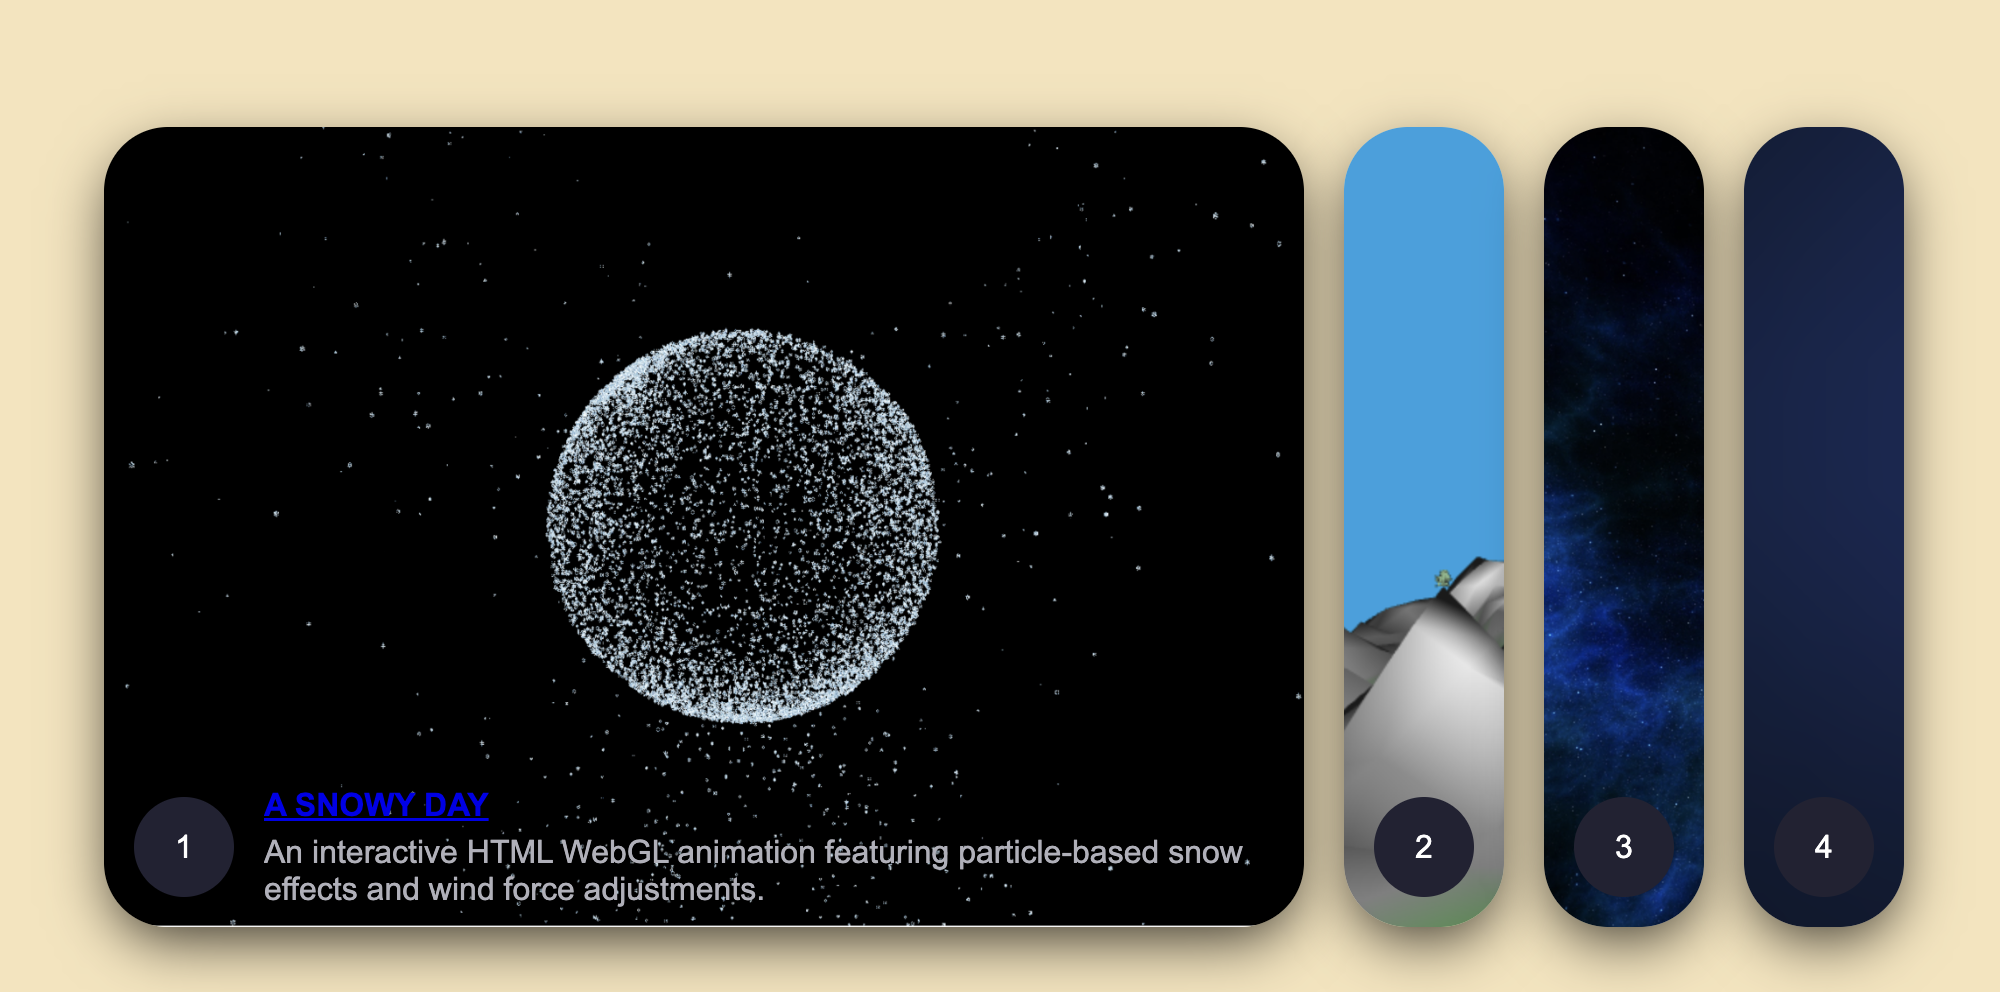 A SNOWY DAY
An interactive HTML WebGL animation featuring particle-based snow
effects and wind force adjustments.
1
2
3
4